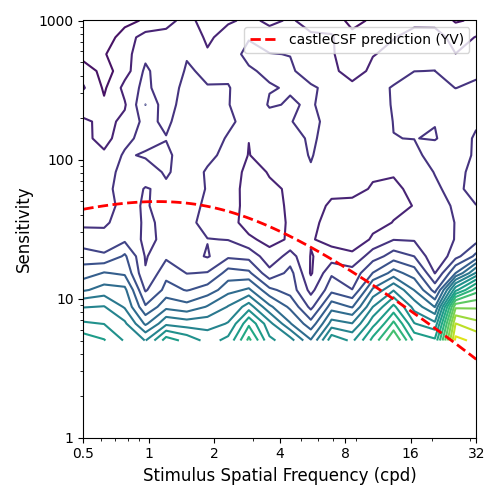 1000
castleCSF prediction (YV)
100
Sensitivity
10
1
0.5 1 2 4 8 16 32
Stimulus Spatial Frequency (cpd)